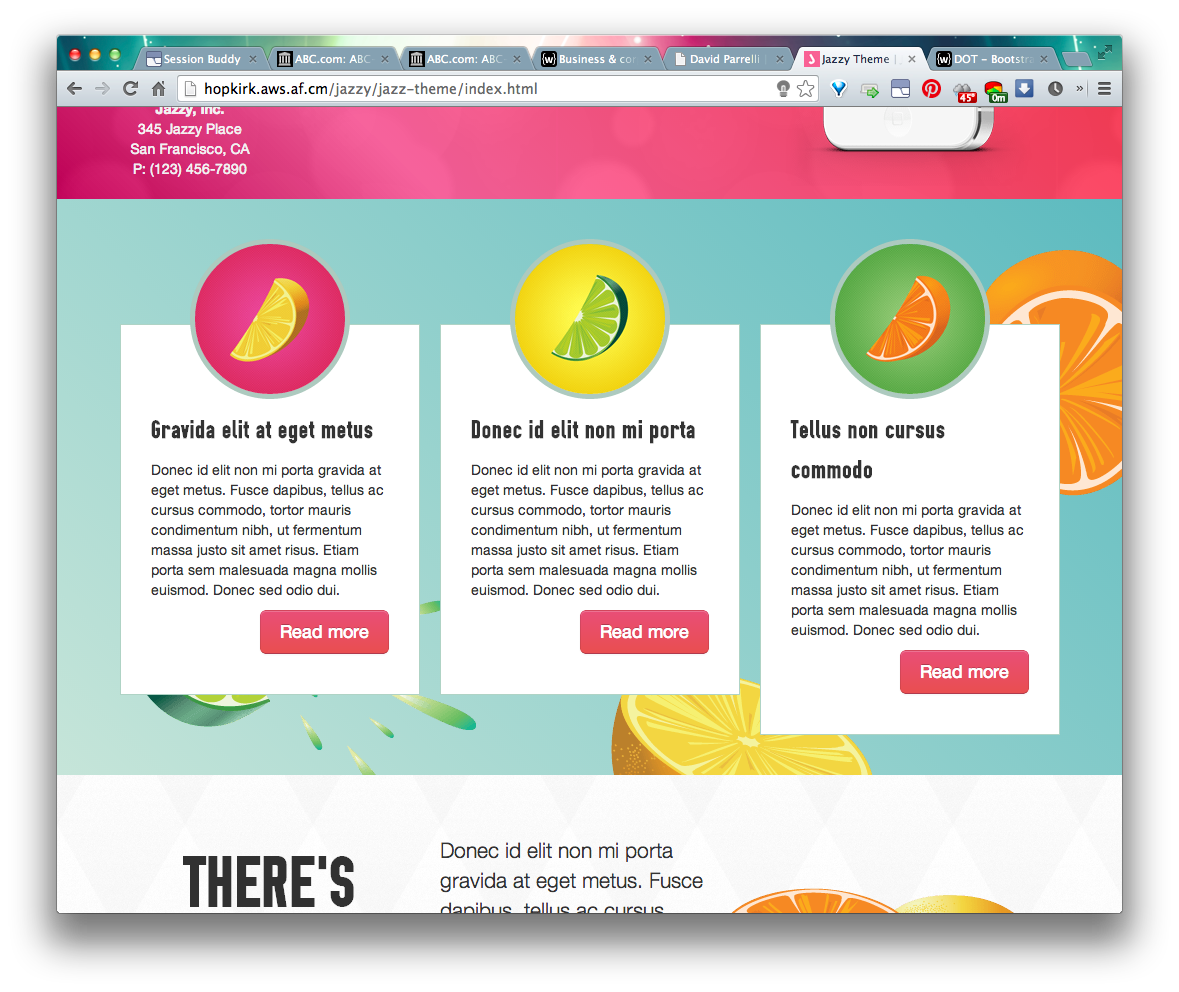 Session Buddy
ABC.com: ABC
ABC.com: ABC
Business & cor
David Parrelli
Jazzy Theme
DOT – Bootstra
hopkirk.aws.af.cm/jazzy/jazz-theme/index.html
45°
0m
Jazzy, Inc.
345 Jazzy Place
San Francisco, CA
P: (123) 456-7890
Gravida elit at eget metus
Donec id elit non mi porta gravida at
eget metus. Fusce dapibus, tellus ac
cursus commodo, tortor mauris
condimentum nibh, ut fermentum
massa justo sit amet risus. Etiam
porta sem malesuada magna mollis
euismod. Donec sed odio dui.
Read more
Donec id elit non mi porta
Donec id elit non mi porta gravida at
eget metus. Fusce dapibus, tellus ac
cursus commodo, tortor mauris
condimentum nibh, ut fermentum
massa justo sit amet risus. Etiam
porta sem malesuada magna mollis
euismod. Donec sed odio dui.
Read more
Tellus non cursus
commodo
Donec id elit non mi porta gravida at
eget metus. Fusce dapibus, tellus ac
cursus commodo, tortor mauris
condimentum nibh, ut fermentum
massa justo sit amet risus. Etiam
porta sem malesuada magna mollis
euismod. Donec sed odio dui.
Read more
THERE'S
Donec id elit non mi porta
gravida at eget metus. Fusce
dapibus, tellus ac cursus